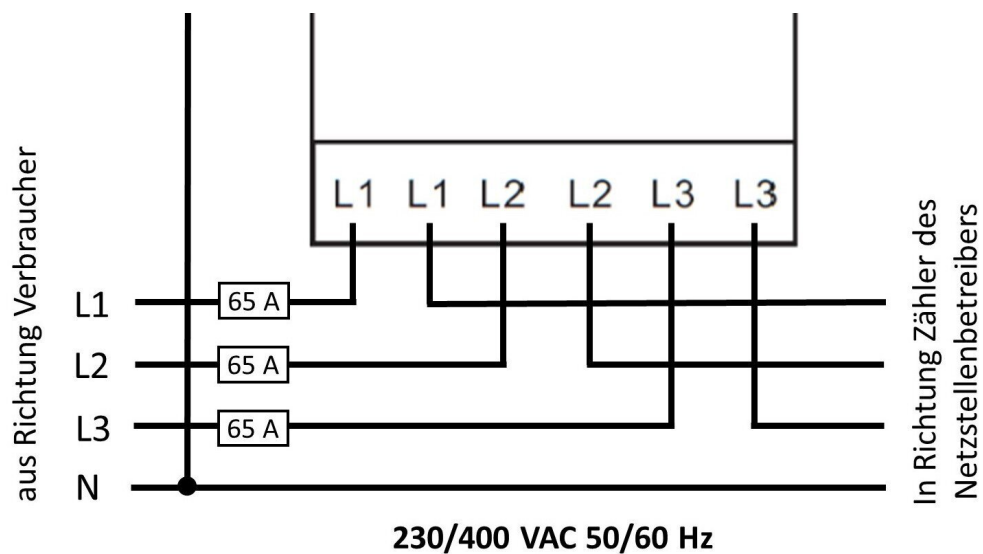 aus Richtung Verbraucher
L1 L1 L2 L2 L3 L3
L1 65 A
L2 65 A
L3 65 A
N
In Richtung Zähler des
Netzstellenbetreibers
230/400 VAC 50/60 Hz